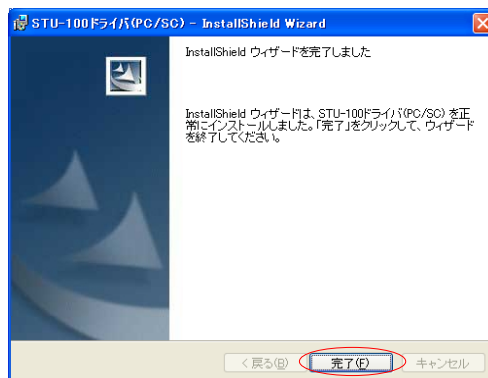 STU-100ドライバ(PC/SC) - InstallShield Wizard
InstallShield ウィザードを完了しました
InstallShield ウィザードは、STU-100ドライバ(PC/SC) を正
常にインストールしました。「完了」をクリックして、ウィザード
を終了してください。
< 戻る(B) 完了(F) キャンセル